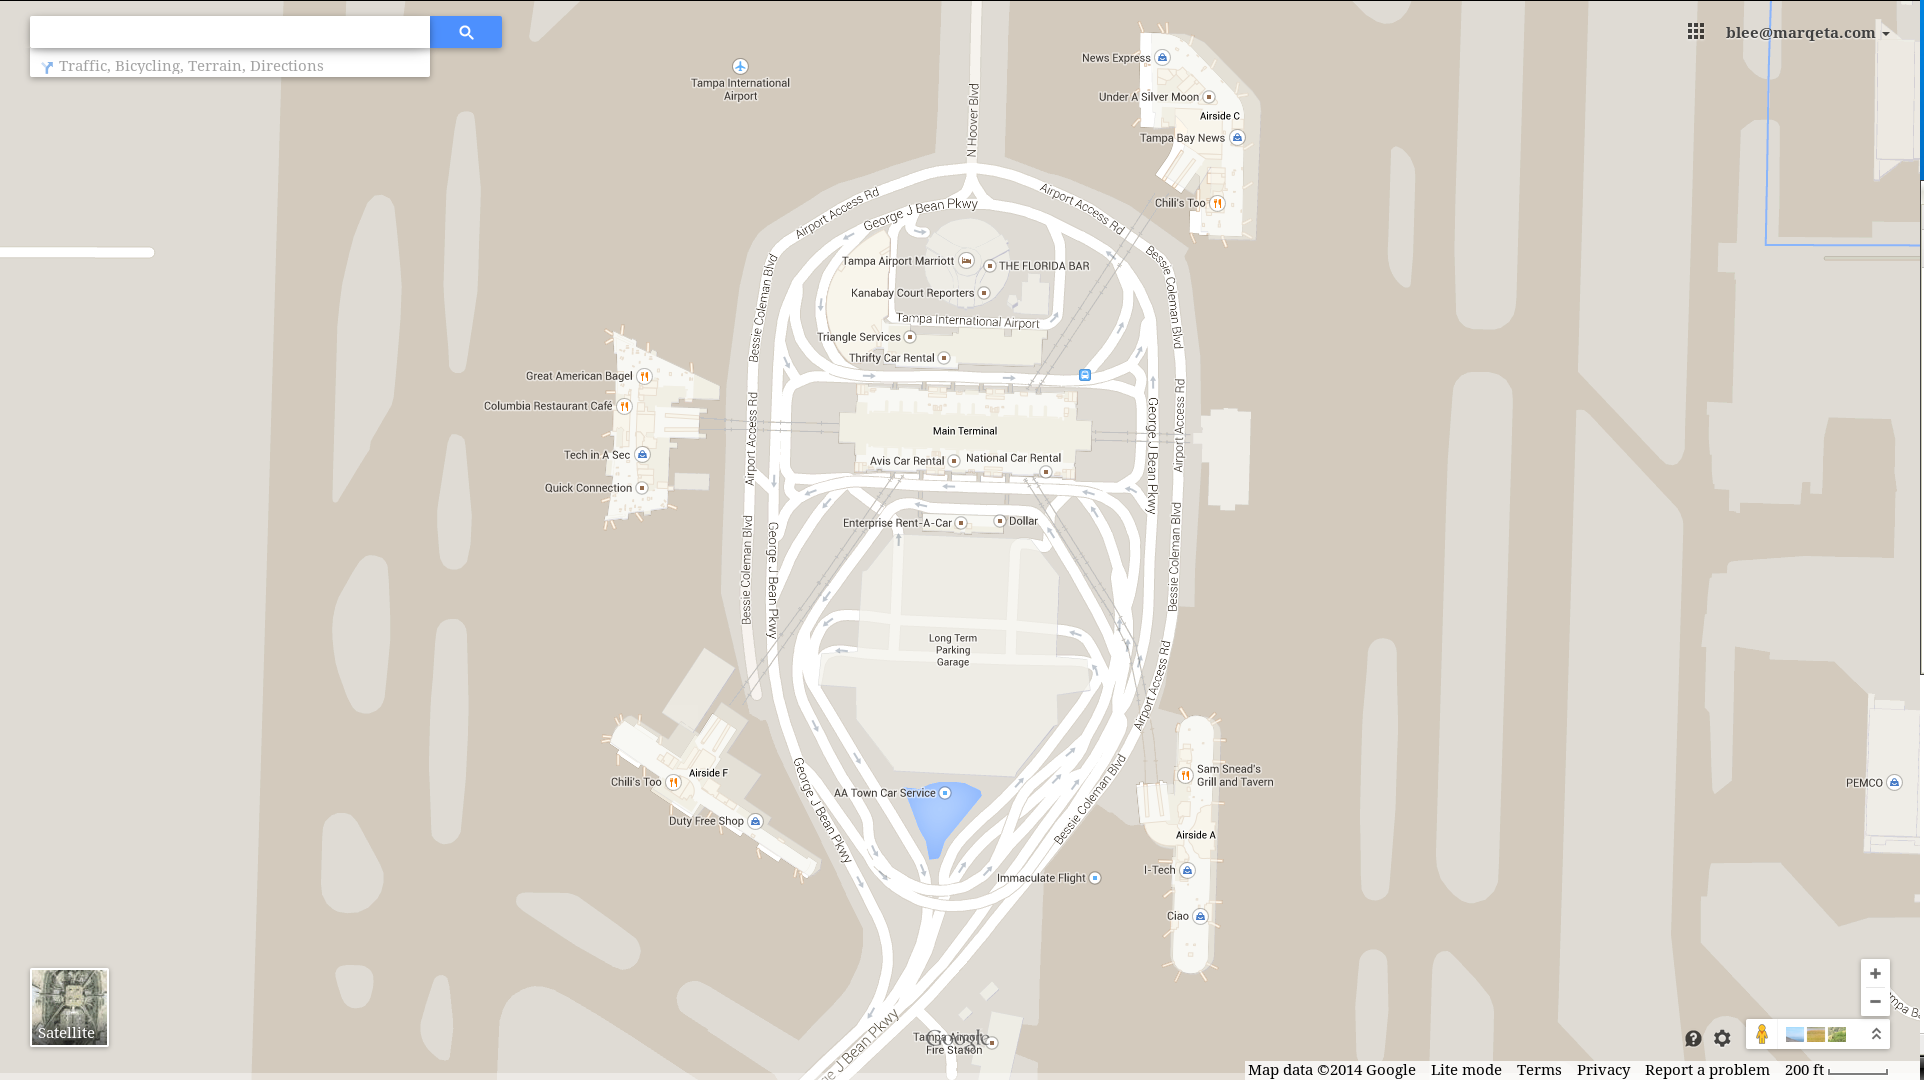 Traffic, Bicycling, Terrain, Directions
blee@marqeta.com
News Express
Tampa International
Airport
N Hoover Blvd
Under A Silver Moon
Airside C
Tampa Bay News
Airport Access Rd
George J Bean Pkwy
Airport Access Rd
Chili's Too
Tampa Airport Marriott
THE FLORIDA BAR
Bessie Coleman Blvd
Bessie Coleman Blvd
Kanabay Court Reporters
Tampa International Airport
Triangle Services
Thrifty Car Rental
Great American Bagel
Columbia Restaurant Café
Airport Access Rd
Airport Access Rd
Main Terminal
George J Bean Pkwy
Tech in A Sec
Avis Car Rental
National Car Rental
Quick Connection
Enterprise Rent-A-Car
Dollar
Bessie Coleman Blvd
George J Bean Pkwy
Bessie Coleman Blvd
Long Term
Parking
Garage
Airport Access Rd
Airside F
Chili's Too
Sam Snead's
Grill and Tavern
PEMCO
AA Town Car Service
George J Bean Pkwy
Bessie Coleman Blvd
Duty Free Shop
Airside A
Immaculate Flight
I-Tech
Ciao
Satellite
J Bean Pkwy
Google
Tampa Airport
Fire Station
Map data ©2014 Google Lite mode Terms Privacy Report a problem 200 ft